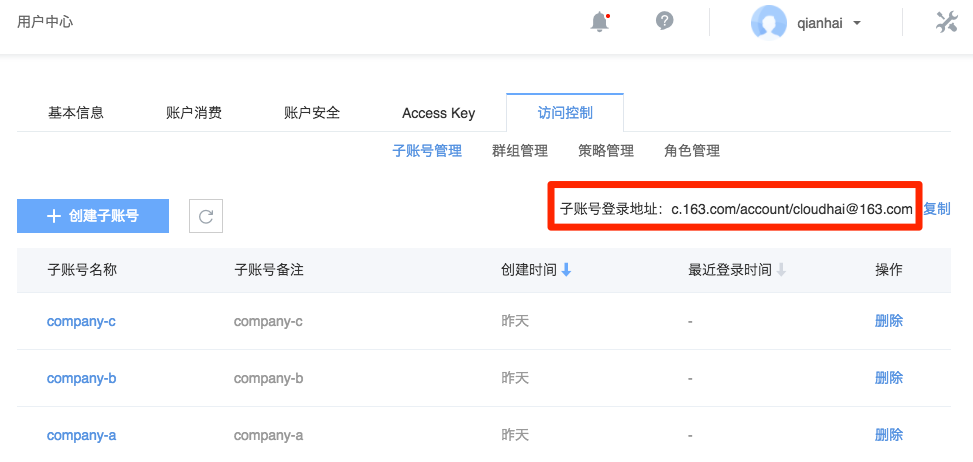 用户中心
qianhai
基本信息 账户消费 账户安全 Access Key 访问控制
子账号管理 群组管理 策略管理 角色管理
创建子账号 子账号登录地址：c.163.com/account/cloudhai@163.com 复制
子账号名称 子账号备注 创建时间 最近登录时间 操作
company-c company-c 昨天 - 删除
company-b company-b 昨天 - 删除
company-a company-a 昨天 - 删除